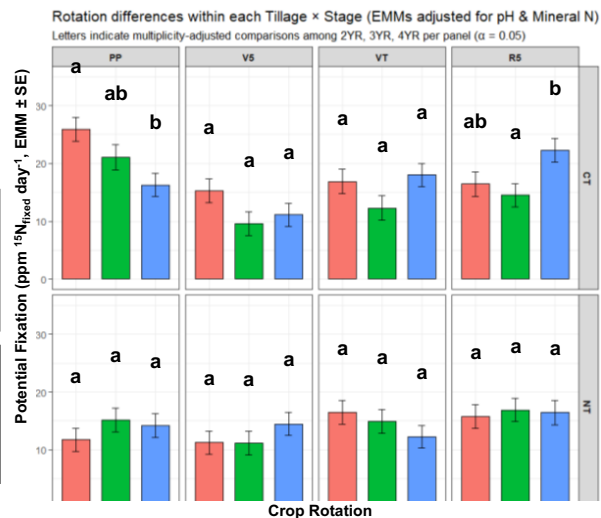 Rotation differences within each Tillage × Stage (EMMs adjusted for pH & Mineral N)
Letters indicate multiplicity-adjusted comparisons among 2YR, 3YR, 4YR per panel (α = 0.05)
PP V5 VT R5
Potential Fixation (ppm ¹⁵N_fixed day⁻¹, EMM ± SE)
30
20
10
0
a ab b
a a a
a a a
ab a b
CT
30
20
10
a a a
a a a
a a a
a a a
NT
Crop Rotation